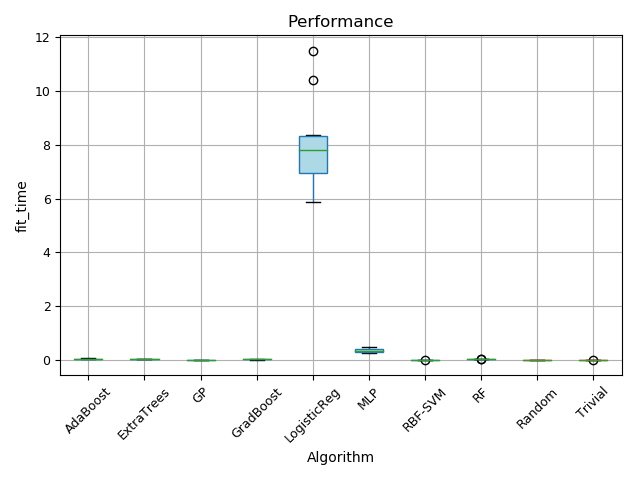 Performance
12
10
8
6
4
2
0
fit_time
AdaBoost
ExtraTrees
GP
GradBoost
LogisticReg
MLP
RBF-SVM
RF
Random
Trivial
Algorithm